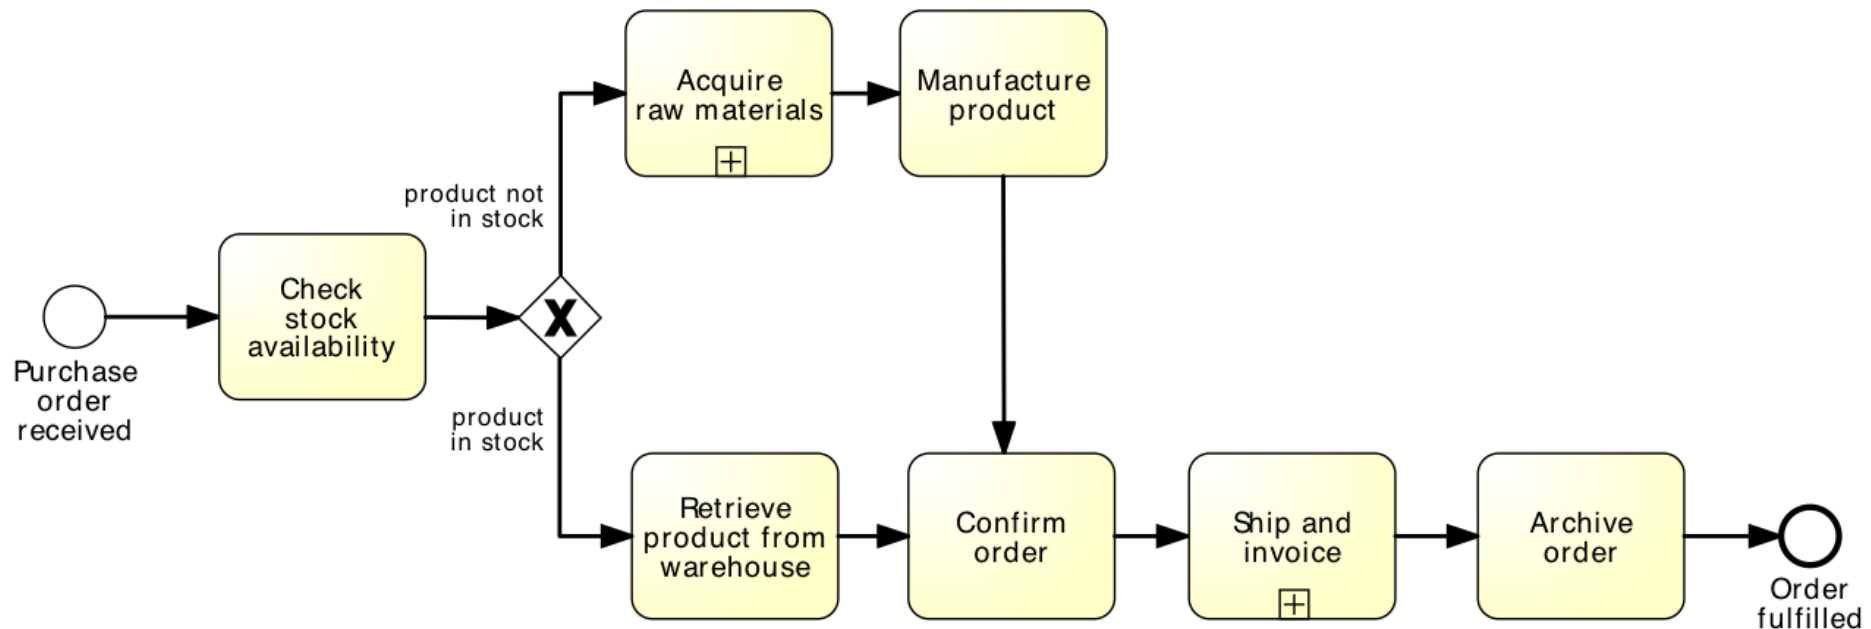 Purchase
order
received
Check
stock
availability
product not
in stock
product
in stock
X
Acquire
raw materials
Manufacture
product
Retrieve
product from
warehouse
Confirm
order
Ship and
invoice
Archive
order
Order
fulfilled